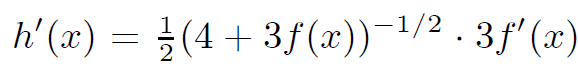 h′(x) = ½(4 + 3f(x))^{−1/2} · 3f′(x)